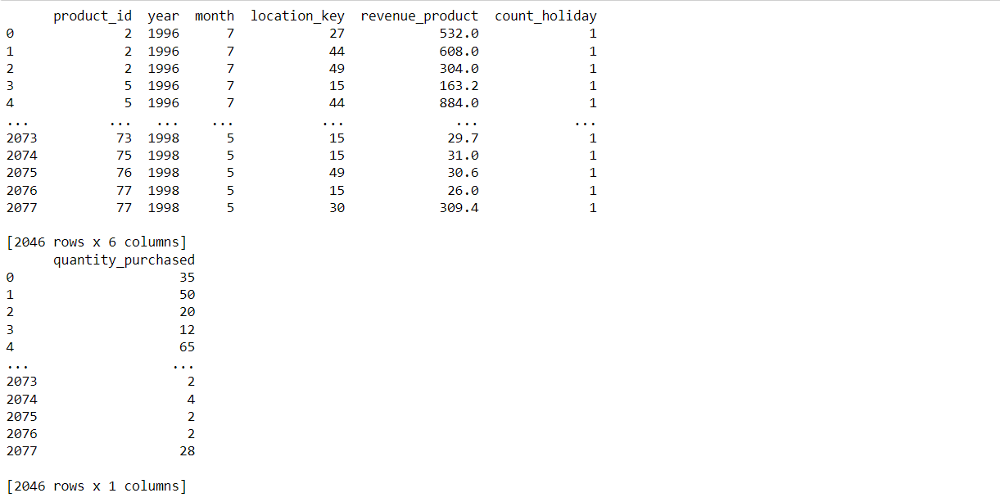 product_id year month location_key revenue_product count_holiday
0 2 1996 7 27 532.0 1
1 2 1996 7 44 608.0 1
2 2 1996 7 49 304.0 1
3 5 1996 7 15 163.2 1
4 5 1996 7 44 884.0 1
... ... ... ... ... ... ...
2073 73 1998 5 15 29.7 1
2074 75 1998 5 15 31.0 1
2075 76 1998 5 49 30.6 1
2076 77 1998 5 15 26.0 1
2077 77 1998 5 30 309.4 1
[2046 rows x 6 columns]
quantity_purchased
0 35
1 50
2 20
3 12
4 65
... ...
2073 2
2074 4
2075 2
2076 2
2077 28
[2046 rows x 1 columns]